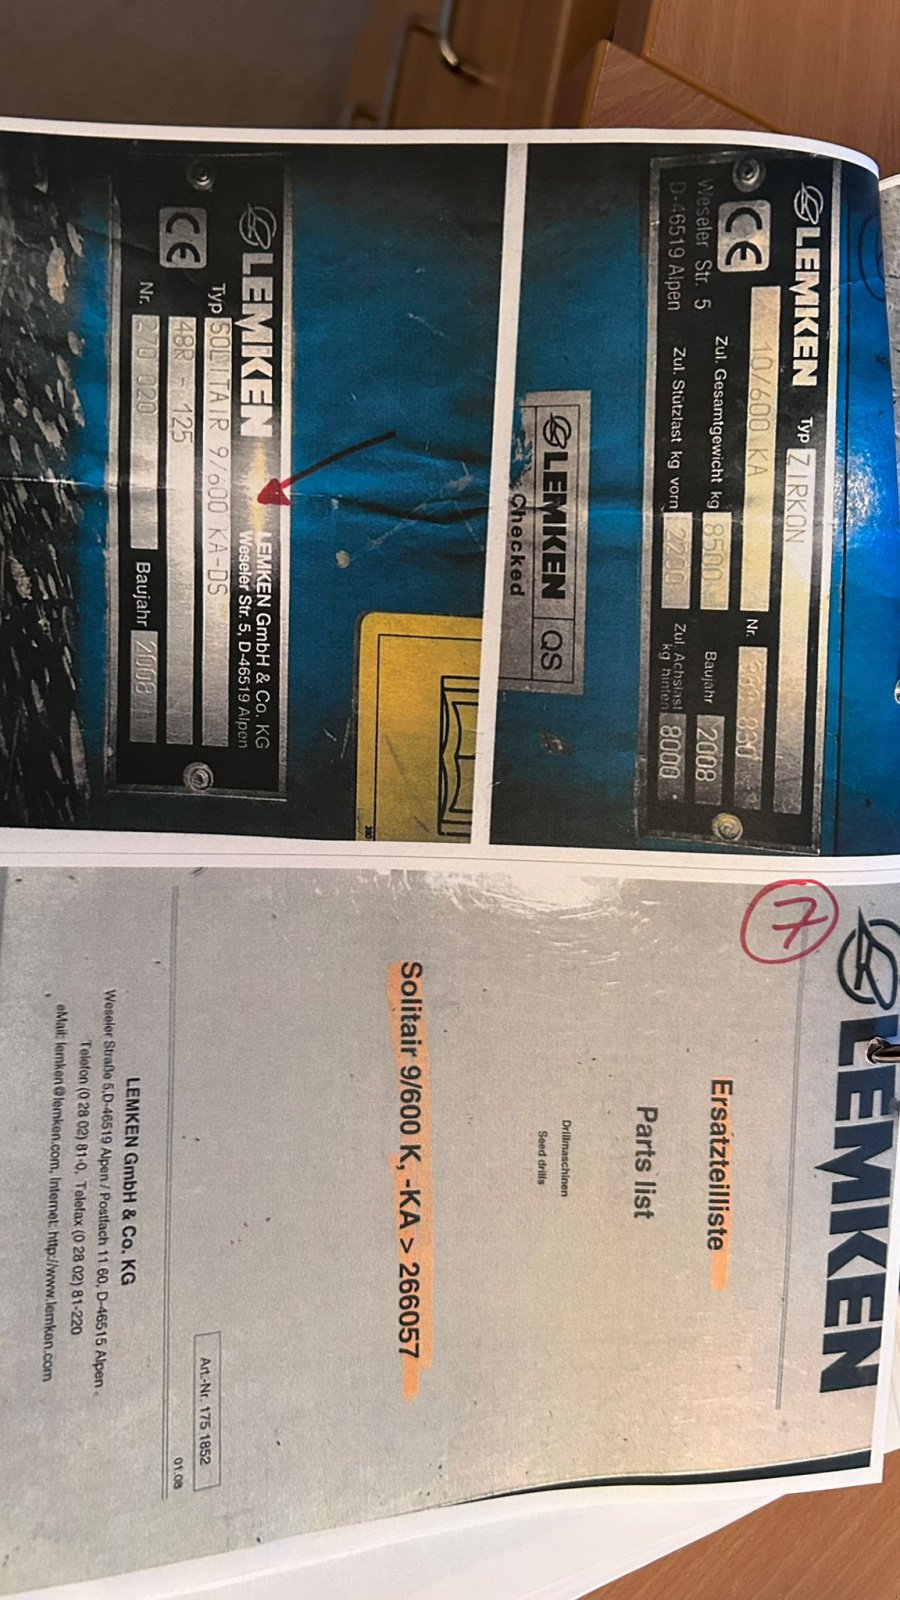 LEMKEN Typ ZIRKON
CE 10/600 KA Nr.
Zul. Gesamtgewicht kg 8500 Baujahr 2008
Weseler Str. 5
D-46519 Alpen Zul. Stützlast kg vorn 2200 Zul. Achslast kg hinten 8000
LEMKEN QS
checked
LEMKEN LEMKEN GmbH & Co. KG
Weseler Str. 5, D-46519 Alpen
CE Typ SOLITAIR 9/600 KA-DS
48R - 125
Nr. 270 020 Baujahr 2008
7
LEMKEN
Ersatzteilliste
Parts list
Drillmaschinen
Seed drills
Solitair 9/600 K, -KA > 266057
Art.-Nr. 175 1852
01.08
LEMKEN GmbH & Co. KG
Weseler Straße 5,D-46519 Alpen / Postfach 11 60, D-46515 Alpen
Telefon (0 28 02) 81-0, Telefax (0 28 02) 81-220
eMail: lemken@lemken.com, Internet: http://www.lemken.com